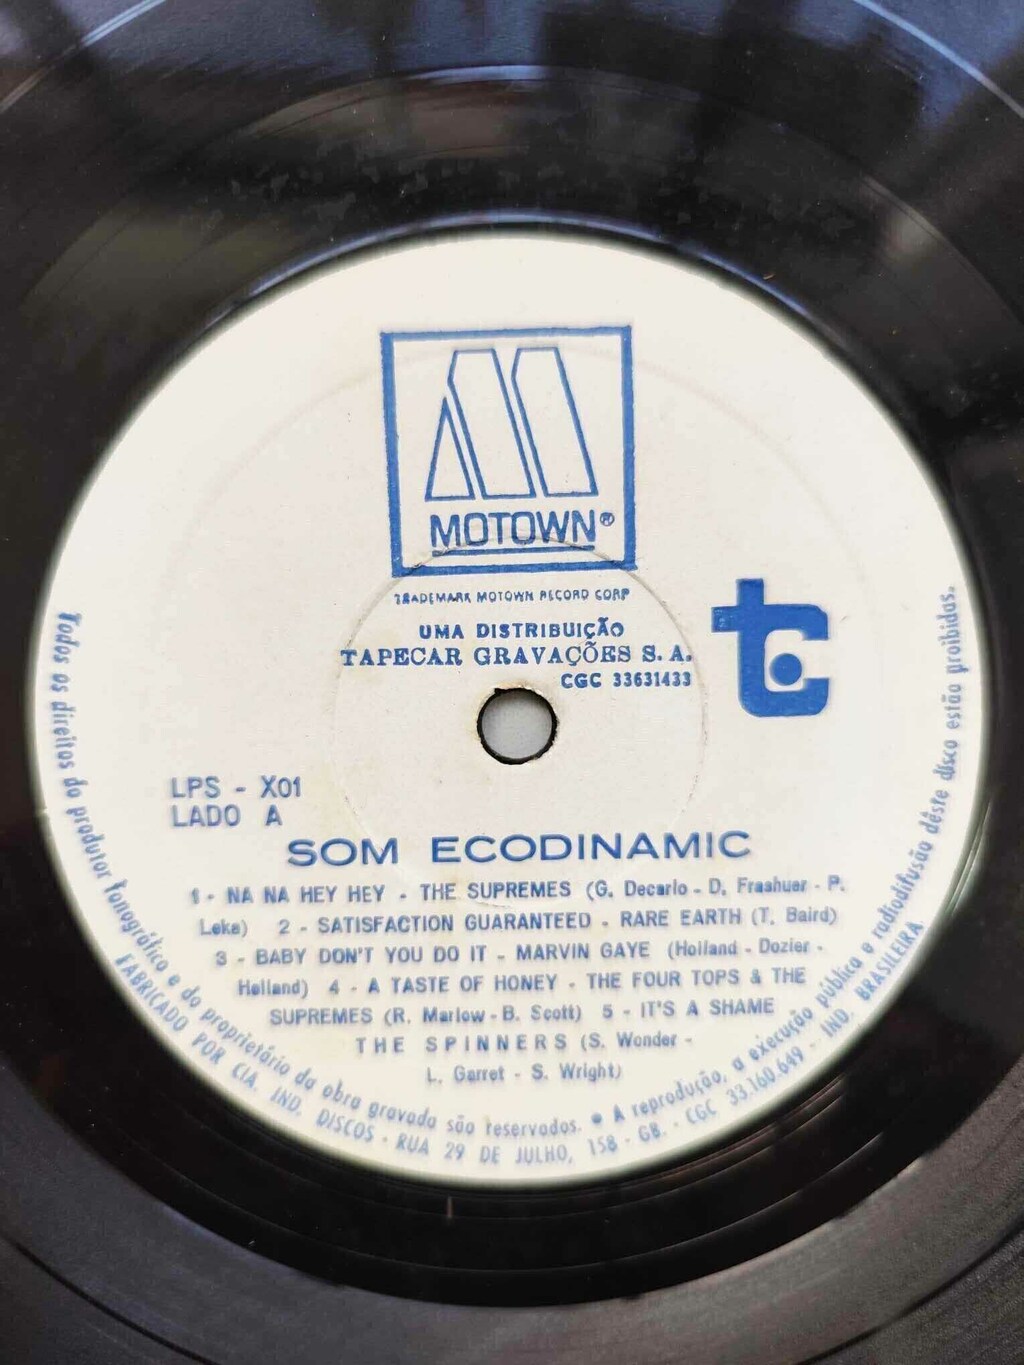 MOTOWN®
TRADEMARK MOTOWN RECORD CORP
UMA DISTRIBUIÇÃO
TAPECAR GRAVAÇÕES S. A.
CGC 33631433
tc
LPS - X01
LADO A
SOM ECODINAMIC
1 - NA NA HEY HEY - THE SUPREMES (G. Decarlo - D. Frashuer - P.
Leka) 2 - SATISFACTION GUARANTEED - RARE EARTH (T. Baird)
3 - BABY DON'T YOU DO IT - MARVIN GAYE (Holland - Dozier -
Holland) 4 - A TASTE OF HONEY - THE FOUR TOPS & THE
SUPREMES (R. Marlow - B. Scott) 5 - IT'S A SHAME
THE SPINNERS (S. Wonder -
L. Garret - S. Wright)
Todos os direitos do produtor fonográfico e do proprietário da obra gravada são reservados. • A reprodução, a execução pública e radiodifusão dêste disco estão proibidas.
FABRICADO POR CIA. IND. DISCOS - RUA 29 DE JULHO, 158 - GB. - CGC 33.160.649 - IND. BRASILEIRA